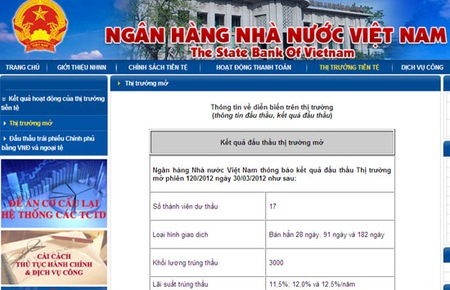 NGÂN HÀNG NHÀ NƯỚC VIỆT NAM
The State Bank Of Vietnam
TRANG CHỦ
GIỚI THIỆU NHNN
CHÍNH SÁCH TIỀN TỆ
HOẠT ĐỘNG THANH TOÁN
THỊ TRƯỜNG TIỀN TỆ
DỊCH VỤ CÔNG
Kết quả hoạt động của thị trường
tiền tệ
Thị trường mở
Đấu thầu trái phiếu Chính phủ
bằng VNĐ và ngoại tệ
ĐỀ ÁN CƠ CẤU LẠI
HỆ THỐNG CÁC TCTD
CẢI CÁCH
THỦ TỤC HÀNH CHÍNH
& DỊCH VỤ CÔNG
Thị trường mở
Thông tin về diễn biến trên thị trường
(thông tin đấu thầu, kết quả đấu thầu)
Kết quả đấu thầu thị trường mở
Ngân hàng Nhà nước Việt Nam thông báo kết quả đấu thầu Thị trường
mở phiên 120/2012 ngày 30/03/2012 như sau:
Số thành viên dự thầu
17
Loại hình giao dịch
Bán hẳn 28 ngày. 91 ngày và 182 ngày
Khối lượng trúng thầu
3000
Lãi suất trúng thầu
11,5%; 12,0% và 12,5%/năm